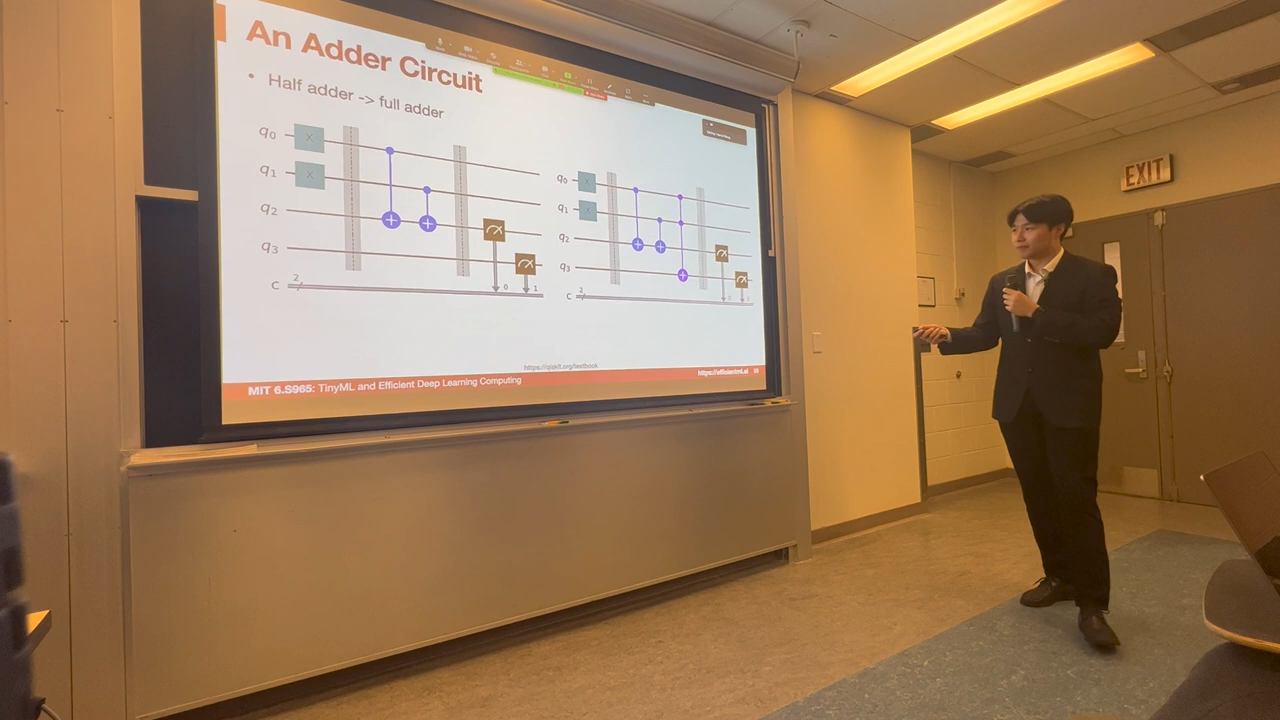 An Adder Circuit
• Half adder -> full adder
q0 X
q1 X
q2
q3
c 2 0 1
q0 X
q1 X
q2
q3
c 2
https://qiskit.org/textbook
MIT 6.S965: TinyML and Efficient Deep Learning Computing
https://efficientml.ai
EXIT